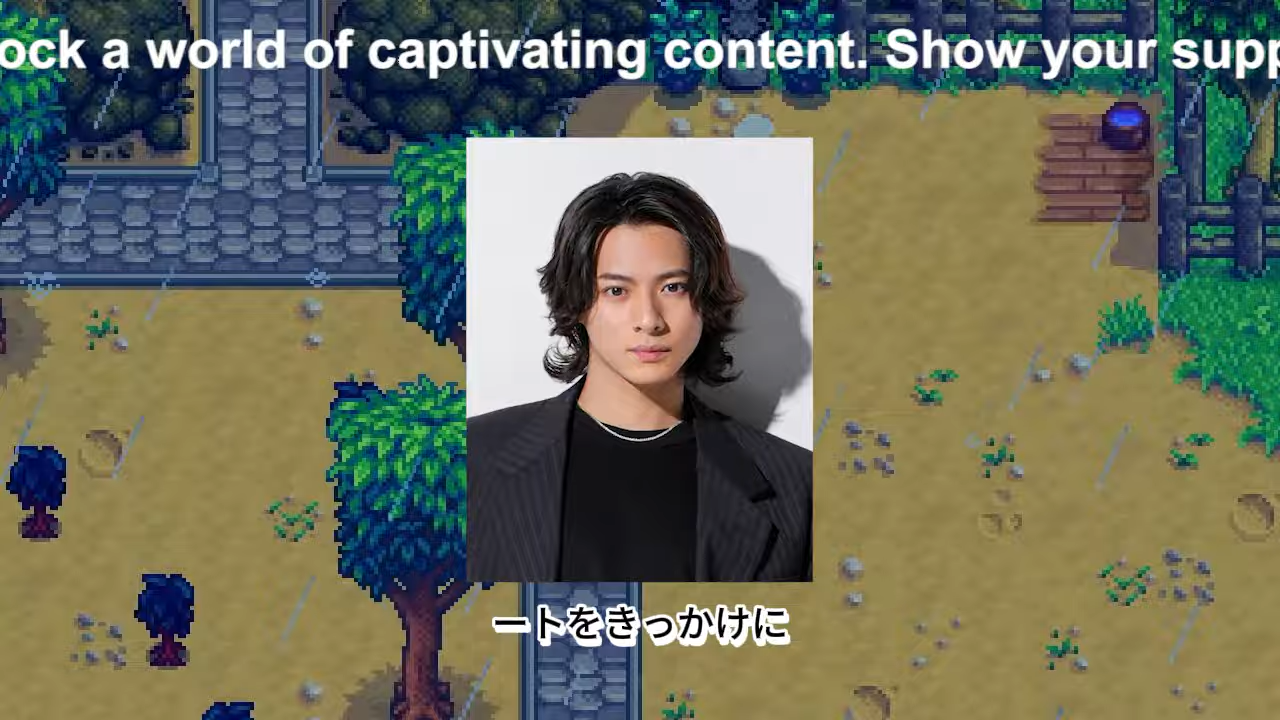 ock a world of captivating content. Show your supp
ートをきっかけに